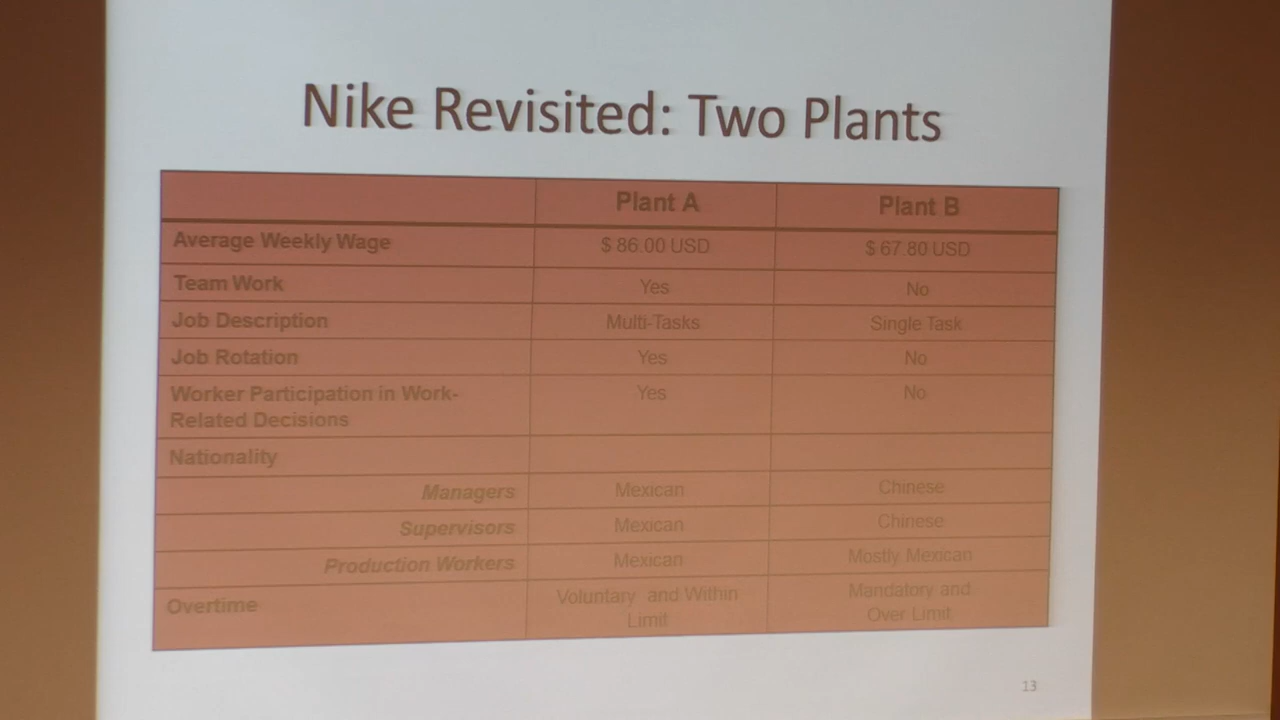 Nike Revisited: Two Plants
Plant A Plant B
Average Weekly Wage $ 86.00 USD $ 67.80 USD
Team Work Yes No
Job Description Multi-Tasks Single Task
Job Rotation Yes No
Worker Participation in Work- Yes No
Related Decisions
Nationality
Managers Mexican Chinese
Supervisors Mexican Chinese
Production Workers Mexican Mostly Mexican
Overtime Voluntary and Within Mandatory and
Limit Over Limit
13